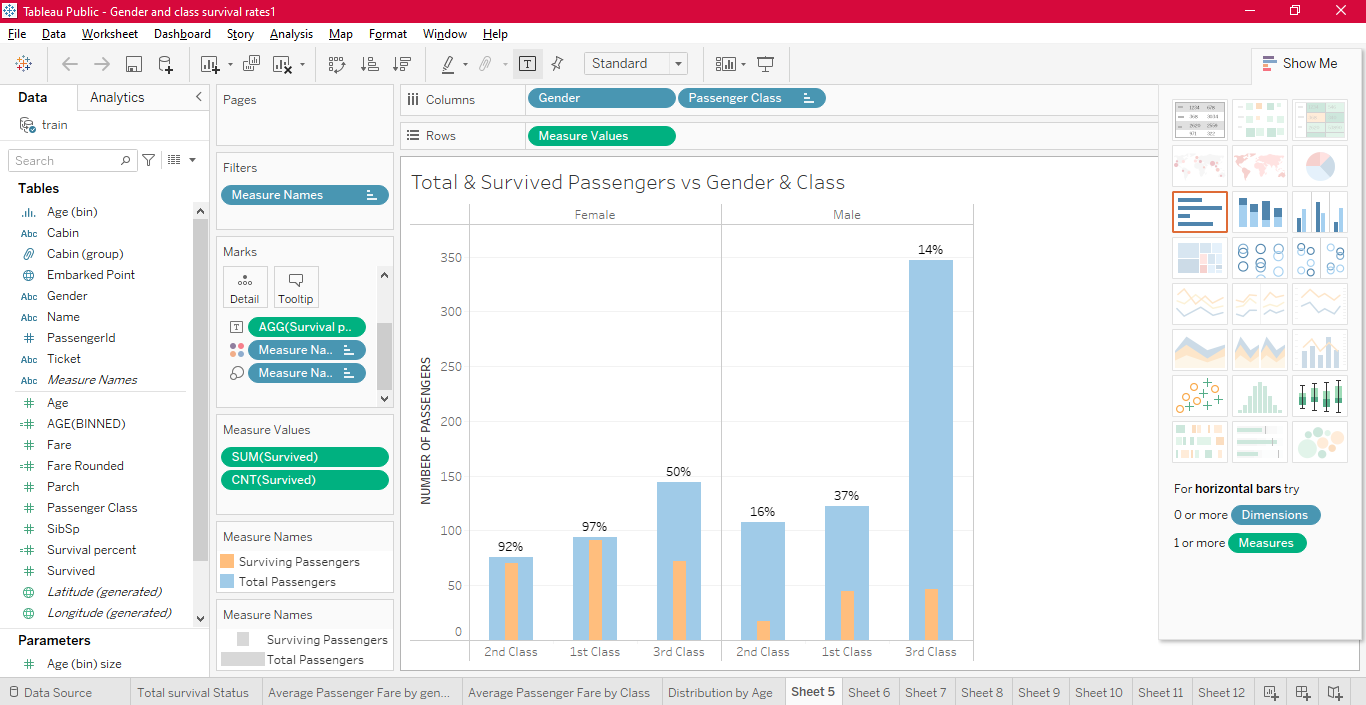 Tableau Public - Gender and class survival rates1
File Data Worksheet Dashboard Story Analysis Map Format Window Help
Standard
Show Me
Data Analytics
train
Search
Tables
Age (bin)
Abc Cabin
Cabin (group)
Embarked Point
Abc Gender
Abc Name
PassengerId
Abc Ticket
Abc Measure Names
Age
AGE(BINNED)
Fare
Fare Rounded
Parch
Passenger Class
SibSp
Survival percent
Survived
Latitude (generated)
Longitude (generated)
Parameters
Age (bin) size
Pages
Filters
Measure Names
Marks
Detail Tooltip
AGG(Survival p..
Measure Na..
Measure Na..
Measure Values
SUM(Survived)
CNT(Survived)
Measure Names
Surviving Passengers
Total Passengers
Measure Names
Surviving Passengers
Total Passengers
Columns Gender Passenger Class
Rows Measure Values
Total & Survived Passengers vs Gender & Class
Female Male
NUMBER OF PASSENGERS
350
300
250
200
150
100
50
0
92% 97% 50% 16% 37% 14%
2nd Class 1st Class 3rd Class 2nd Class 1st Class 3rd Class
For horizontal bars try
0 or more Dimensions
1 or more Measures
Data Source Total survival Status Average Passenger Fare by gen... Average Passenger Fare by Class Distribution by Age Sheet 5 Sheet 6 Sheet 7 Sheet 8 Sheet 9 Sheet 10 Sheet 11 Sheet 12